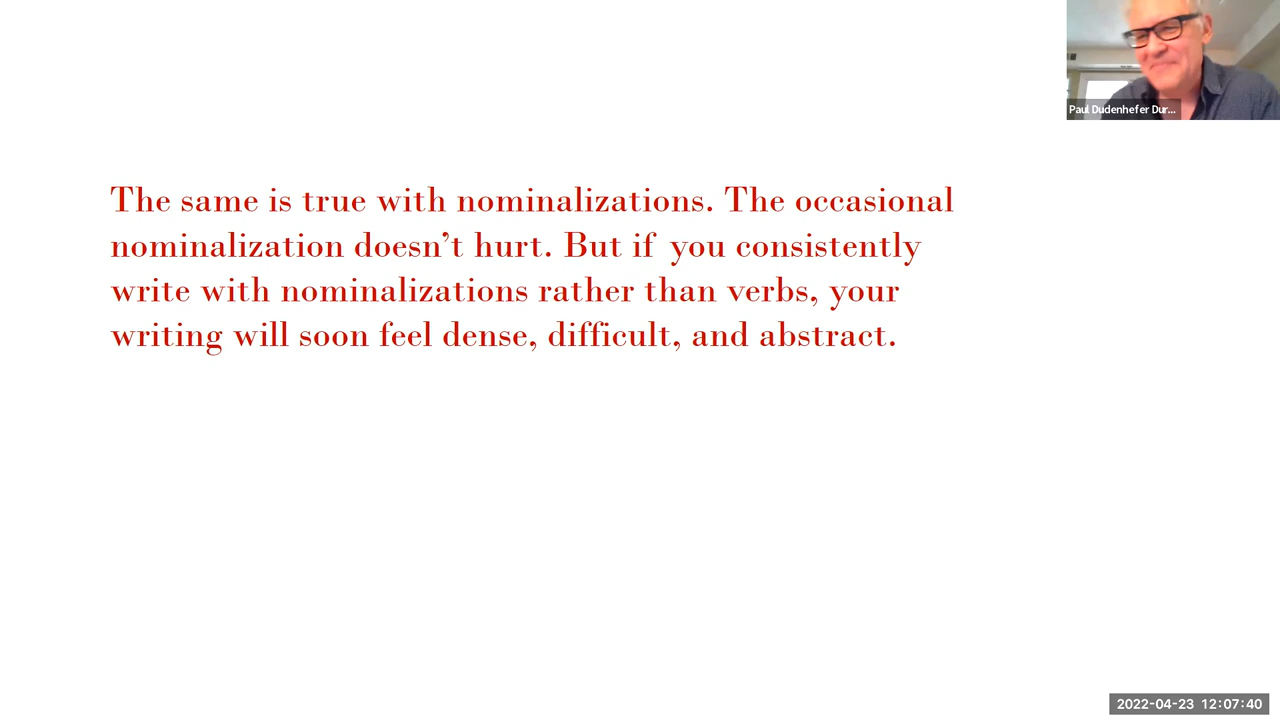 Paul Dudenhefer Dur...
The same is true with nominalizations. The occasional
nominalization doesn’t hurt. But if you consistently
write with nominalizations rather than verbs, your
writing will soon feel dense, difficult, and abstract.
2022-04-23 12:07:40